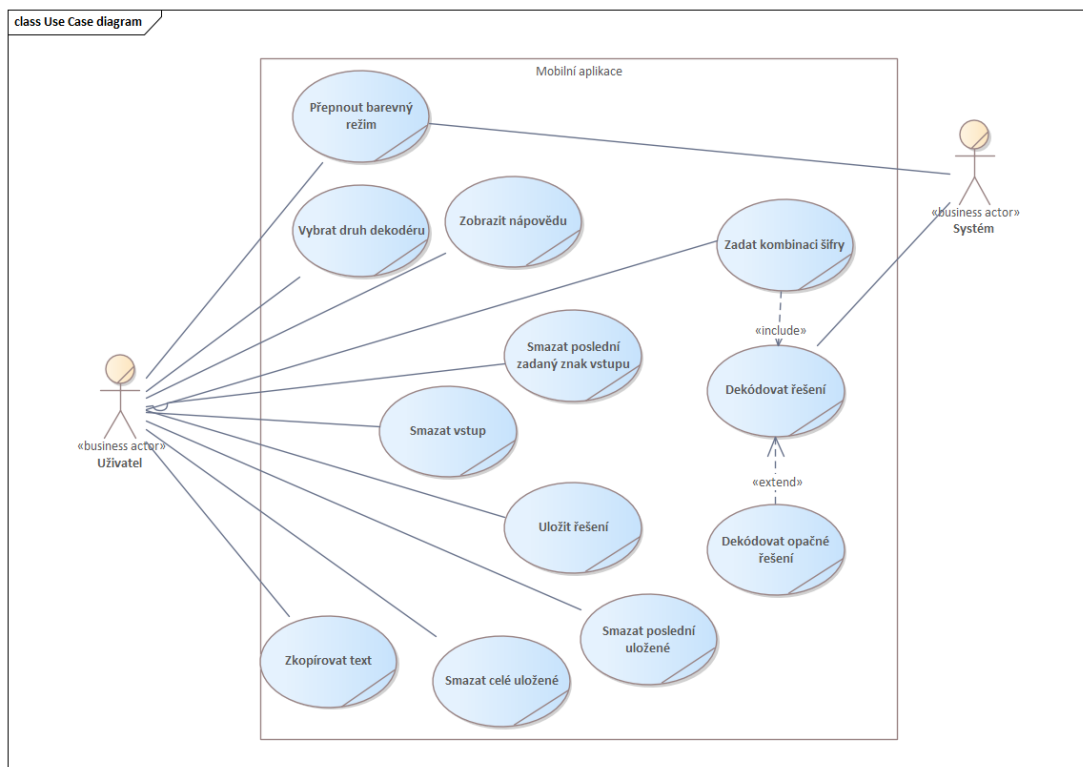 class Use Case diagram
Mobilní aplikace
Přepnout barevný
režim
Vybrat druh dekodéru
Zobrazit nápovědu
Zadat kombinaci šifry
«business actor»
Systém
«include»
Smazat poslední
zadaný znak vstupu
Dekódovat řešení
Smazat vstup
«business actor»
Uživatel
«extend»
Uložit řešení
Dekódovat opačné
řešení
Smazat poslední
uložené
Zkopírovat text
Smazat celé uložené